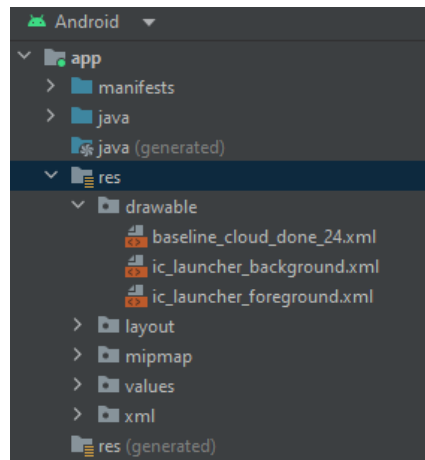 Android
app
manifests
java
java (generated)
res
drawable
baseline_cloud_done_24.xml
ic_launcher_background.xml
ic_launcher_foreground.xml
layout
mipmap
values
xml
res (generated)